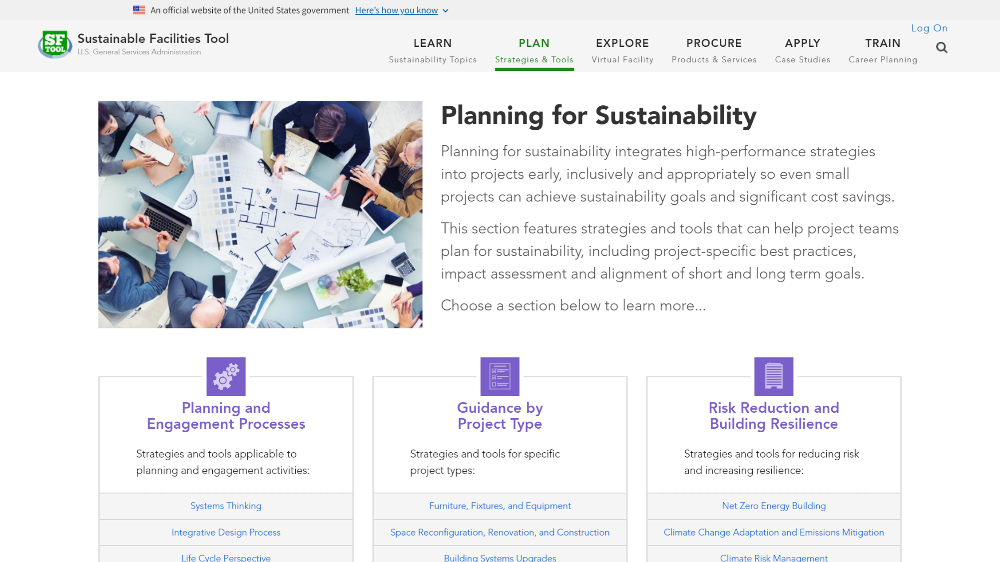 An official website of the United States government Here's how you know
Log On
SF
TOOL
Sustainable Facilities Tool
U.S. General Services Administration
LEARN
Sustainability Topics
PLAN
Strategies & Tools
EXPLORE
Virtual Facility
PROCURE
Products & Services
APPLY
Case Studies
TRAIN
Career Planning
PLAN-A
Planning for Sustainability
Planning for sustainability integrates high-performance strategies
into projects early, inclusively and appropriately so even small
projects can achieve sustainability goals and significant cost savings.
This section features strategies and tools that can help project teams
plan for sustainability, including project-specific best practices,
impact assessment and alignment of short and long term goals.
Choose a section below to learn more...
Planning and
Engagement Processes
Strategies and tools applicable to
planning and engagement activities:
Systems Thinking
Integrative Design Process
Life Cycle Perspective
Guidance by
Project Type
Strategies and tools for specific
project types:
Furniture, Fixtures, and Equipment
Space Reconfiguration, Renovation, and Construction
Building Systems Upgrades
Risk Reduction and
Building Resilience
Strategies and tools for reducing risk
and increasing resilience:
Net Zero Energy Building
Climate Change Adaptation and Emissions Mitigation
Climate Risk Management